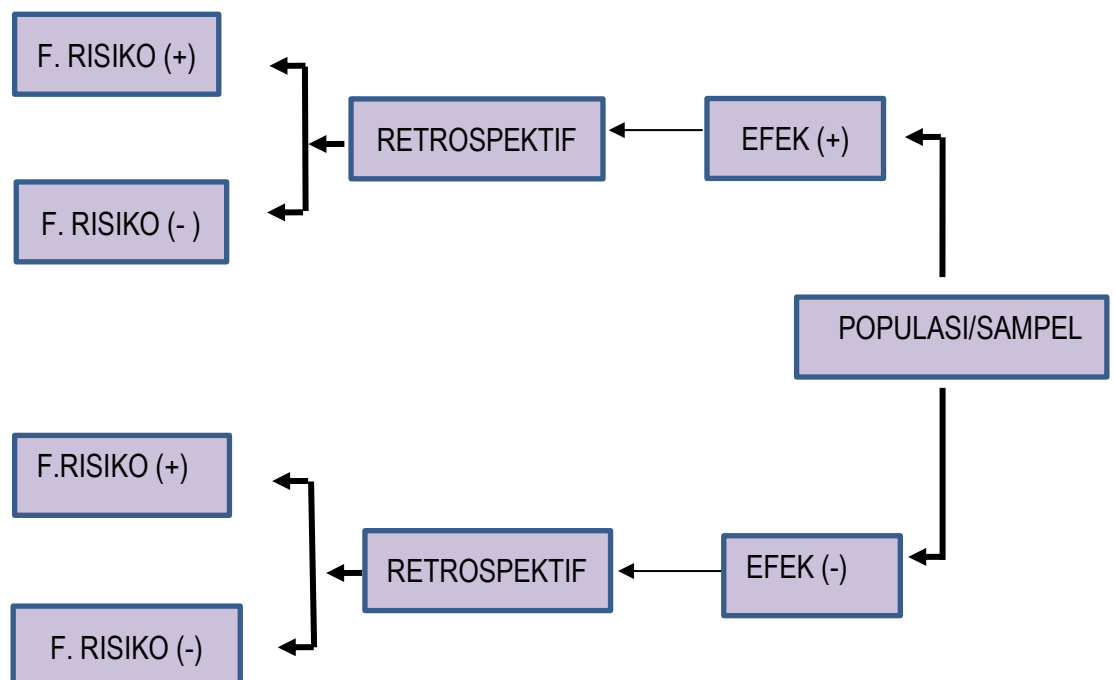 F. RISIKO (+)
RETROSPEKTIF
EFEK (+)
F. RISIKO (- )
POPULASI/SAMPEL
F.RISIKO (+)
RETROSPEKTIF
EFEK (-)
F. RISIKO (-)